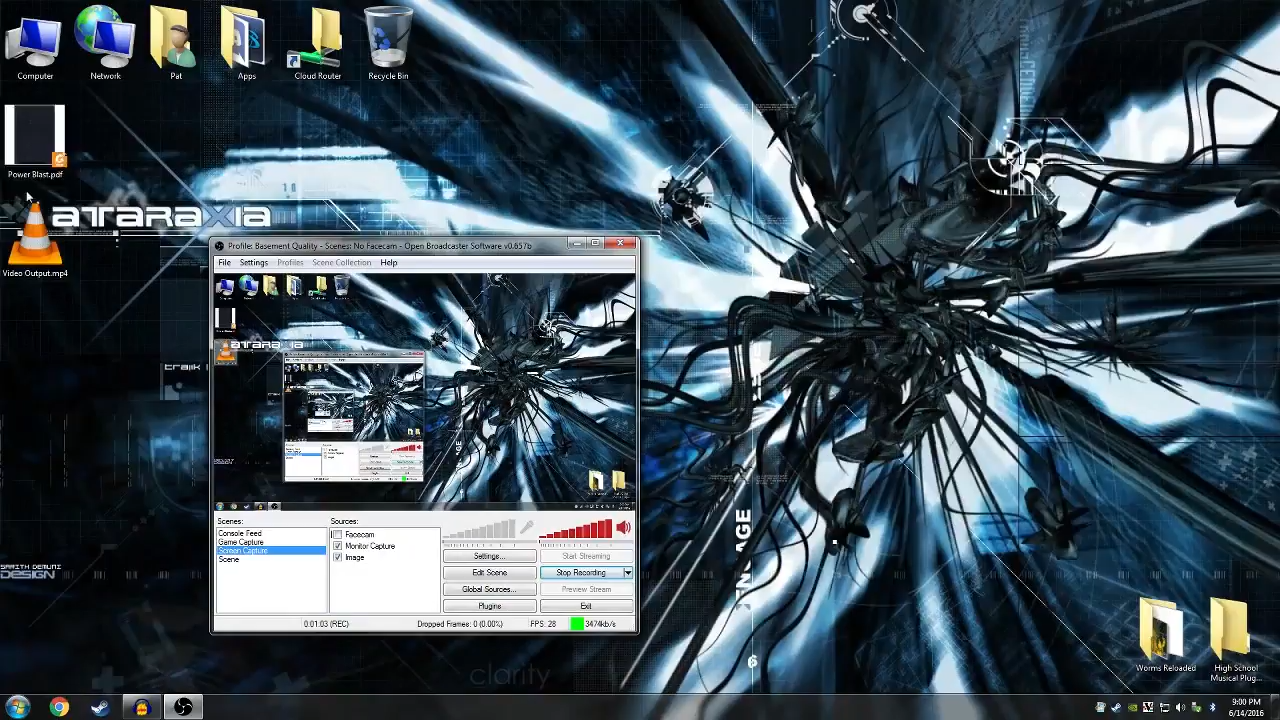 Computer
Network
Pat
Apps
Cloud Router
Recycle Bin
Power Blast.pdf
ATARAXIA
Video Output.mp4
Profile: Basement Quality - Scenes: No Facecam - Open Broadcaster Software v0.657b
File Settings Profiles Scene Collection Help
Scenes:
Console Feed
Game Capture
Screen Capture
Scene
Sources:
Facecam
Monitor Capture
Image
Settings...
Start Streaming
Edit Scene
Stop Recording
Global Sources...
Preview Stream
Plugins
Exit
0:01:03 (REC)
Dropped Frames: 0 (0.00%)
FPS: 28
3474kb/s
DESIGN
clarity
Worms Reloaded
High School
Musical Plug...
9:00 PM
6/14/2016